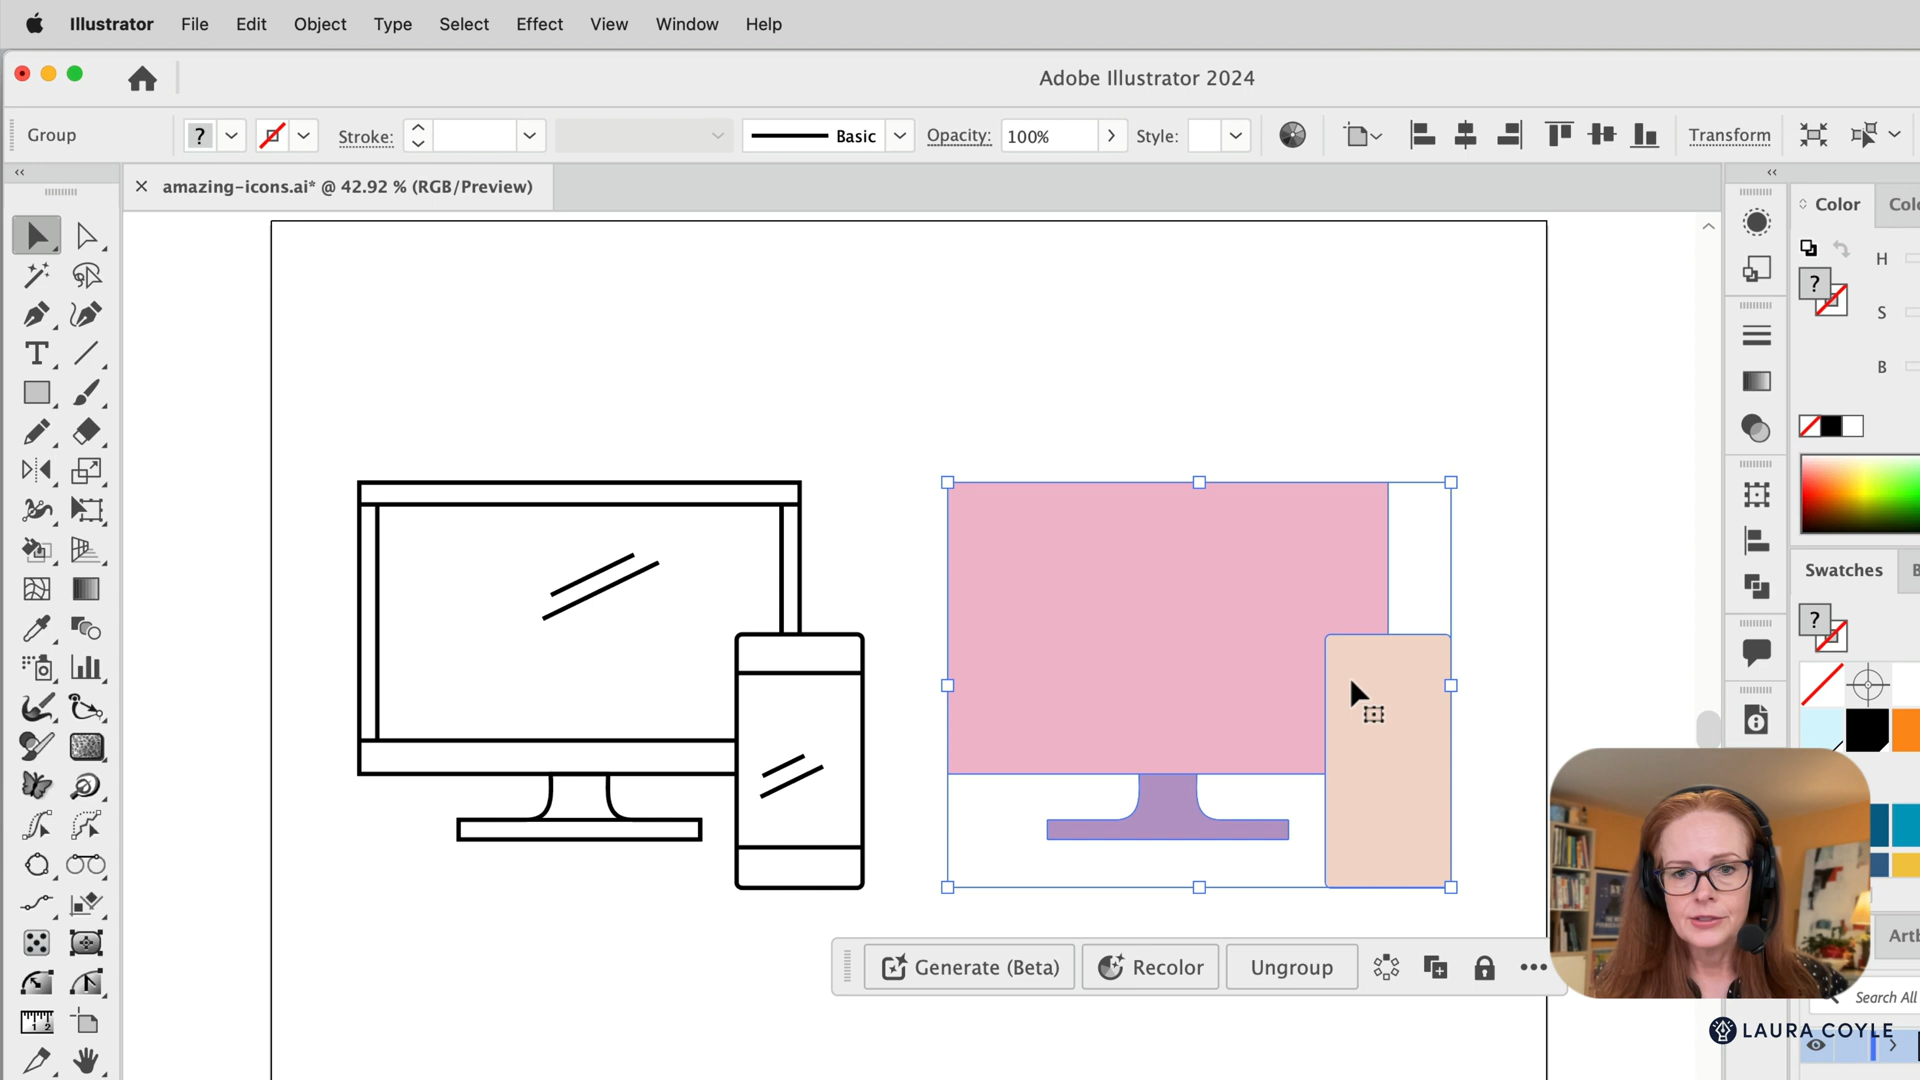 Illustrator File Edit Object Type Select Effect View Window Help
Adobe Illustrator 2024
Group ? Stroke: Basic Opacity: 100% Style: Transform
amazing-icons.ai* @ 42.92 % (RGB/Preview)
Color
H
?
S
B
Swatches
?
Generate (Beta) Recolor Ungroup
Search All
LAURA COYLE